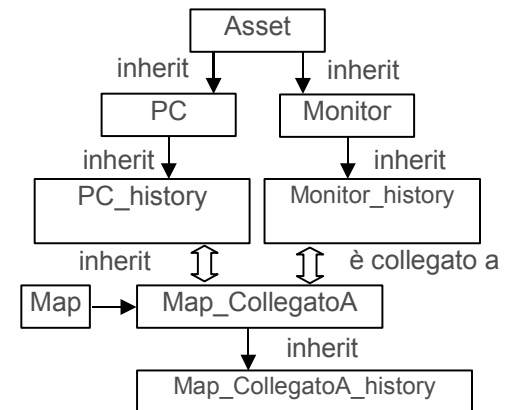 Asset
inherit
inherit
PC
Monitor
inherit
inherit
PC_history
Monitor_history
inherit
è collegato a
Map
Map_CollegatoA
inherit
Map_CollegatoA_history